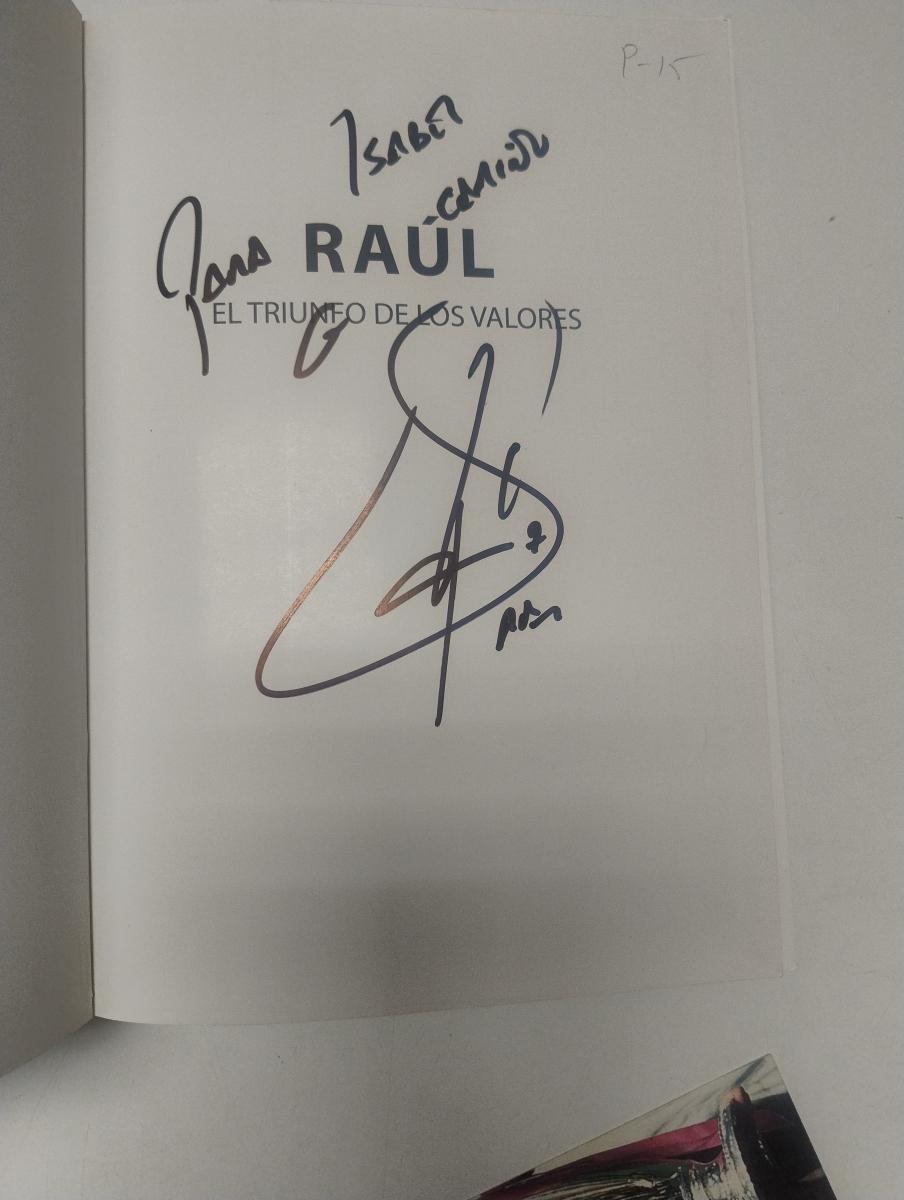 P-15
ISABEL
CARIÑO
Para
RAÚL
EL TRIUNFO DE LOS VALORES
7